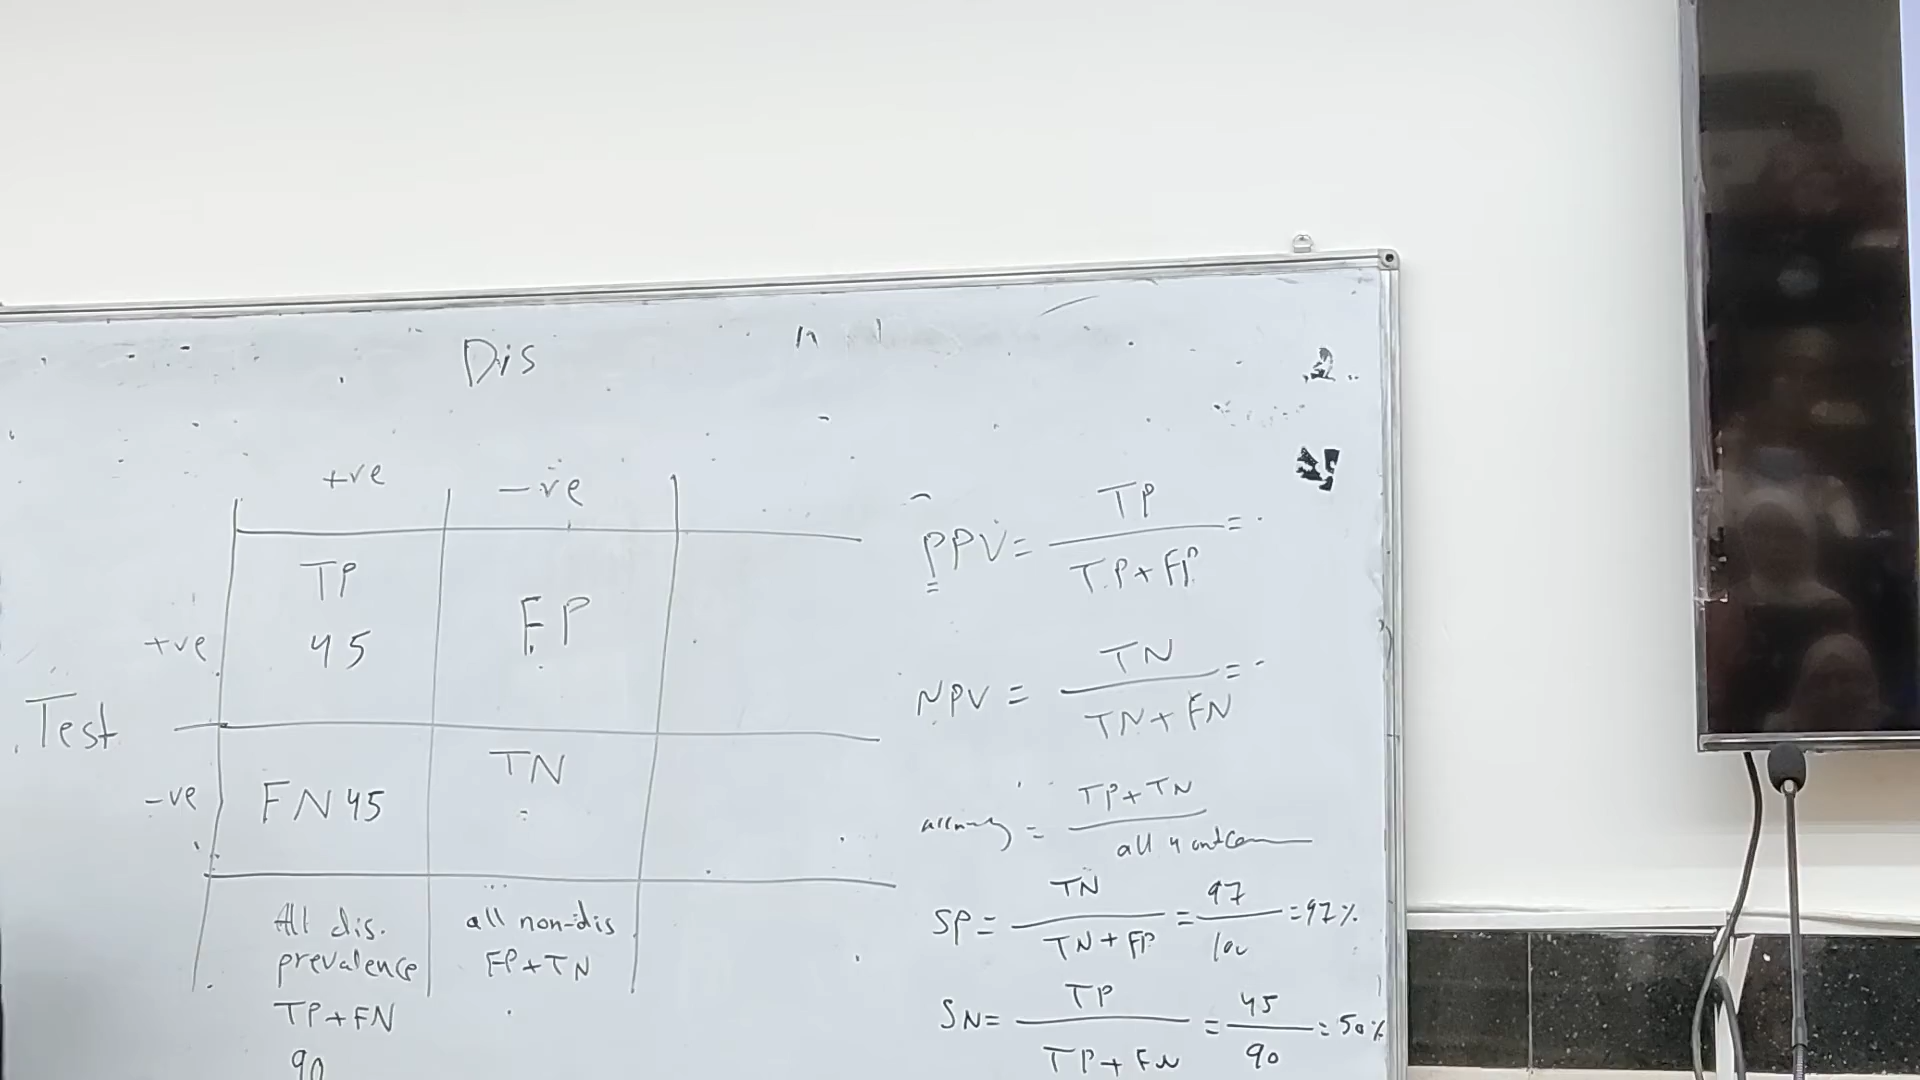 Dis
+ve
-ve
TP
45
FP
+ve
Test
-ve
FN 45
TN
All dis.
prevalence
TP+FN
90
all non-dis
FP+TN
PPV = TP / TP+FP =
NPV = TN / TN+FN =
= TP+TN / all 4
SP = TN / TN+FP = 97 / 100 = 97%
SN = TP / TP+FN = 45 / 90 = 50%